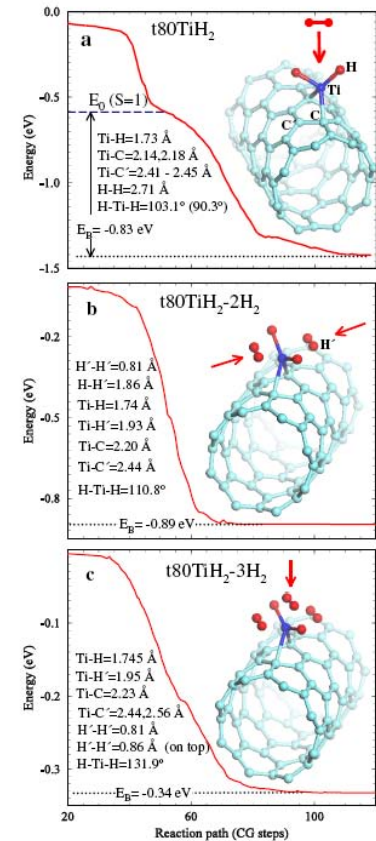 0.0
-0.5
-1.0
-1.5
Energy (eV)
a
t80TiH₂
E₀ (S=1)
Ti-H=1.73 Å
Ti-C=2.14,2.18 Å
Ti-C´=2.41 - 2.45 Å
H-H=2.71 Å
H-Ti-H=103.1° (90.3°)
E_B= -0.83 eV
H
Ti
C´
C
-0.2
-0.5
-0.8
Energy (eV)
b
t80TiH₂-2H₂
H´
H´-H´=0.81 Å
H-H´=1.86 Å
Ti-H=1.74 Å
Ti-H´=1.93 Å
Ti-C=2.20 Å
Ti-C´=2.44 Å
H-Ti-H=110.8°
E_B= -0.89 eV
-0.1
-0.2
-0.3
Energy (eV)
c
t80TiH₂-3H₂
Ti-H=1.745 Å
Ti-H´=1.95 Å
Ti-C=2.23 Å
Ti-C´=2.44,2.56 Å
H´-H´=0.81 Å
H´-H´=0.86 Å (on top)
H-Ti-H=131.9°
E_B= -0.34 eV
20
60
100
Reaction path (CG steps)